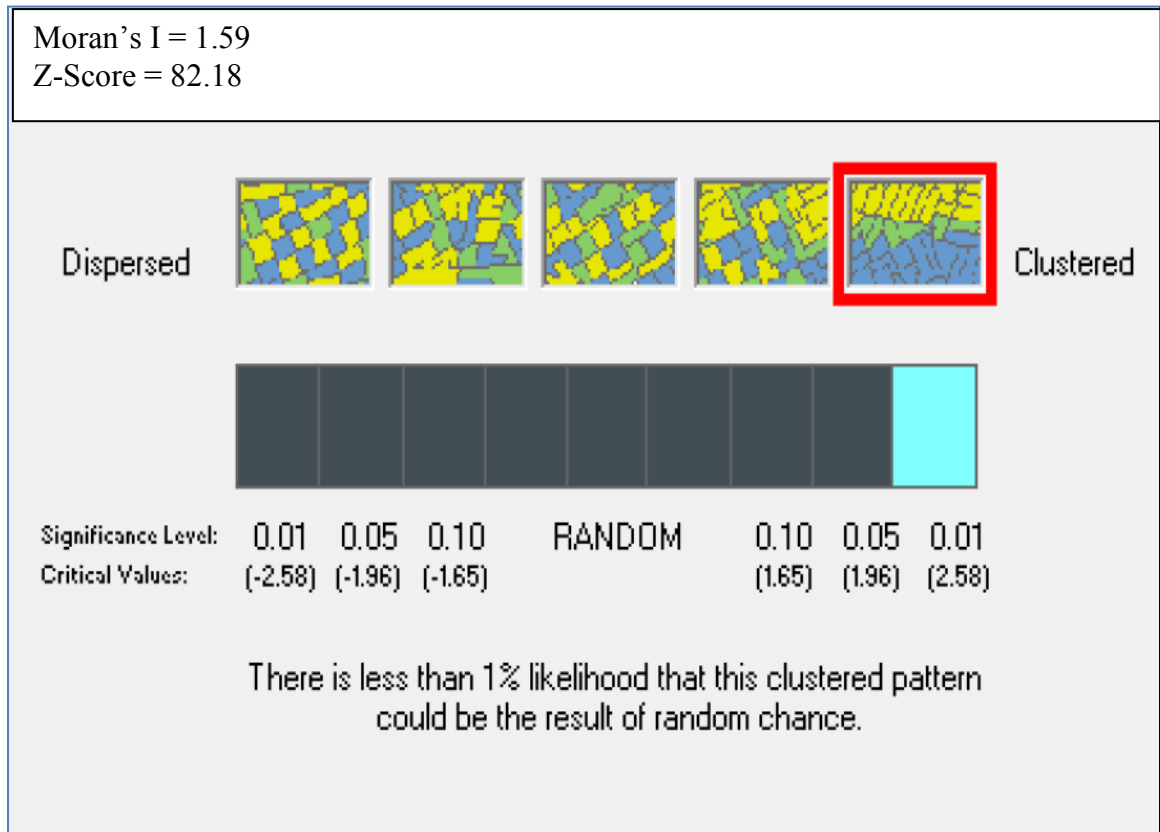 Moran’s I = 1.59
Z-Score = 82.18
Dispersed
Clustered
Significance Level: 0.01 0.05 0.10 RANDOM 0.10 0.05 0.01
Critical Values: (-2.58) (-1.96) (-1.65) (1.65) (1.96) (2.58)
There is less than 1% likelihood that this clustered pattern
could be the result of random chance.